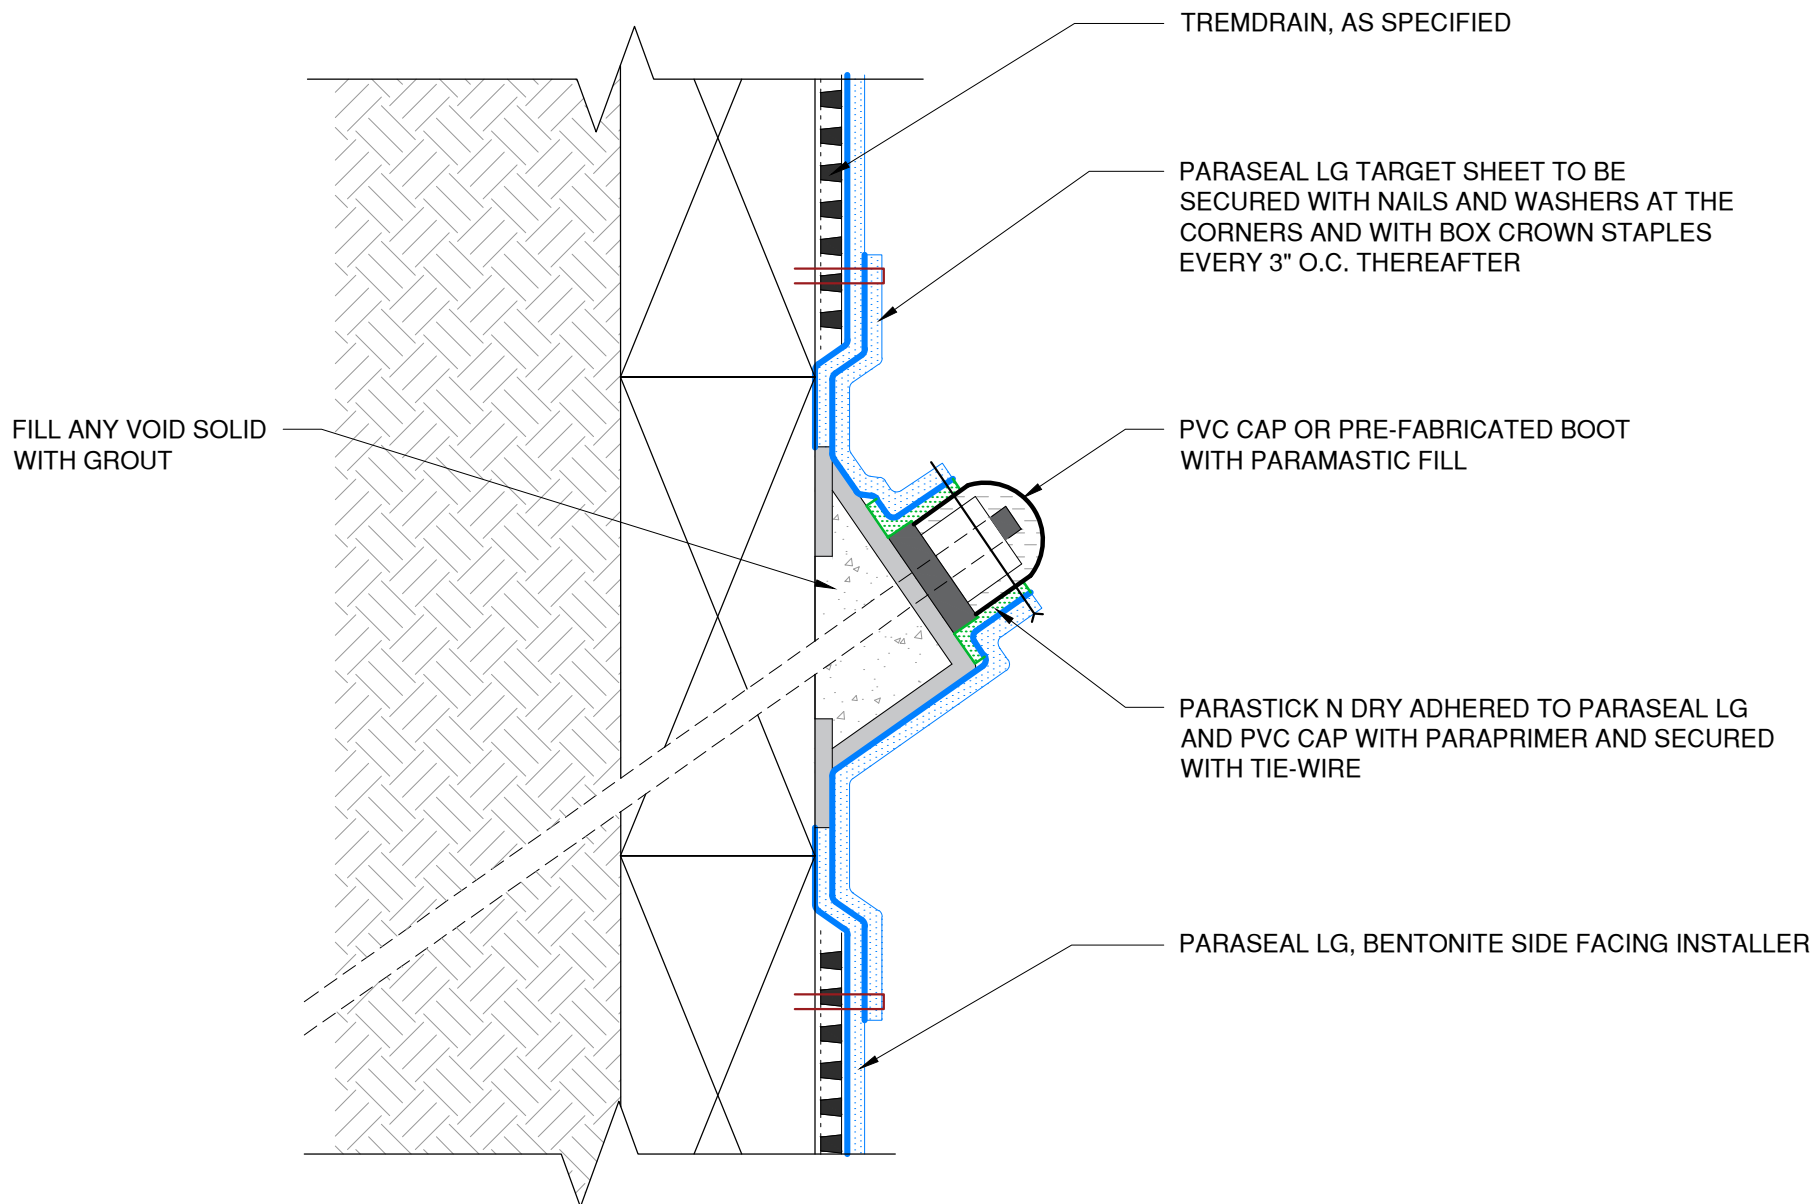 TREMDRAIN, AS SPECIFIED
PARASEAL LG TARGET SHEET TO BE
SECURED WITH NAILS AND WASHERS AT THE
CORNERS AND WITH BOX CROWN STAPLES
EVERY 3" O.C. THEREAFTER
FILL ANY VOID SOLID
WITH GROUT
PVC CAP OR PRE-FABRICATED BOOT
WITH PARAMASTIC FILL
PARASTICK N DRY ADHERED TO PARASEAL LG
AND PVC CAP WITH PARAPRIMER AND SECURED
WITH TIE-WIRE
PARASEAL LG, BENTONITE SIDE FACING INSTALLER